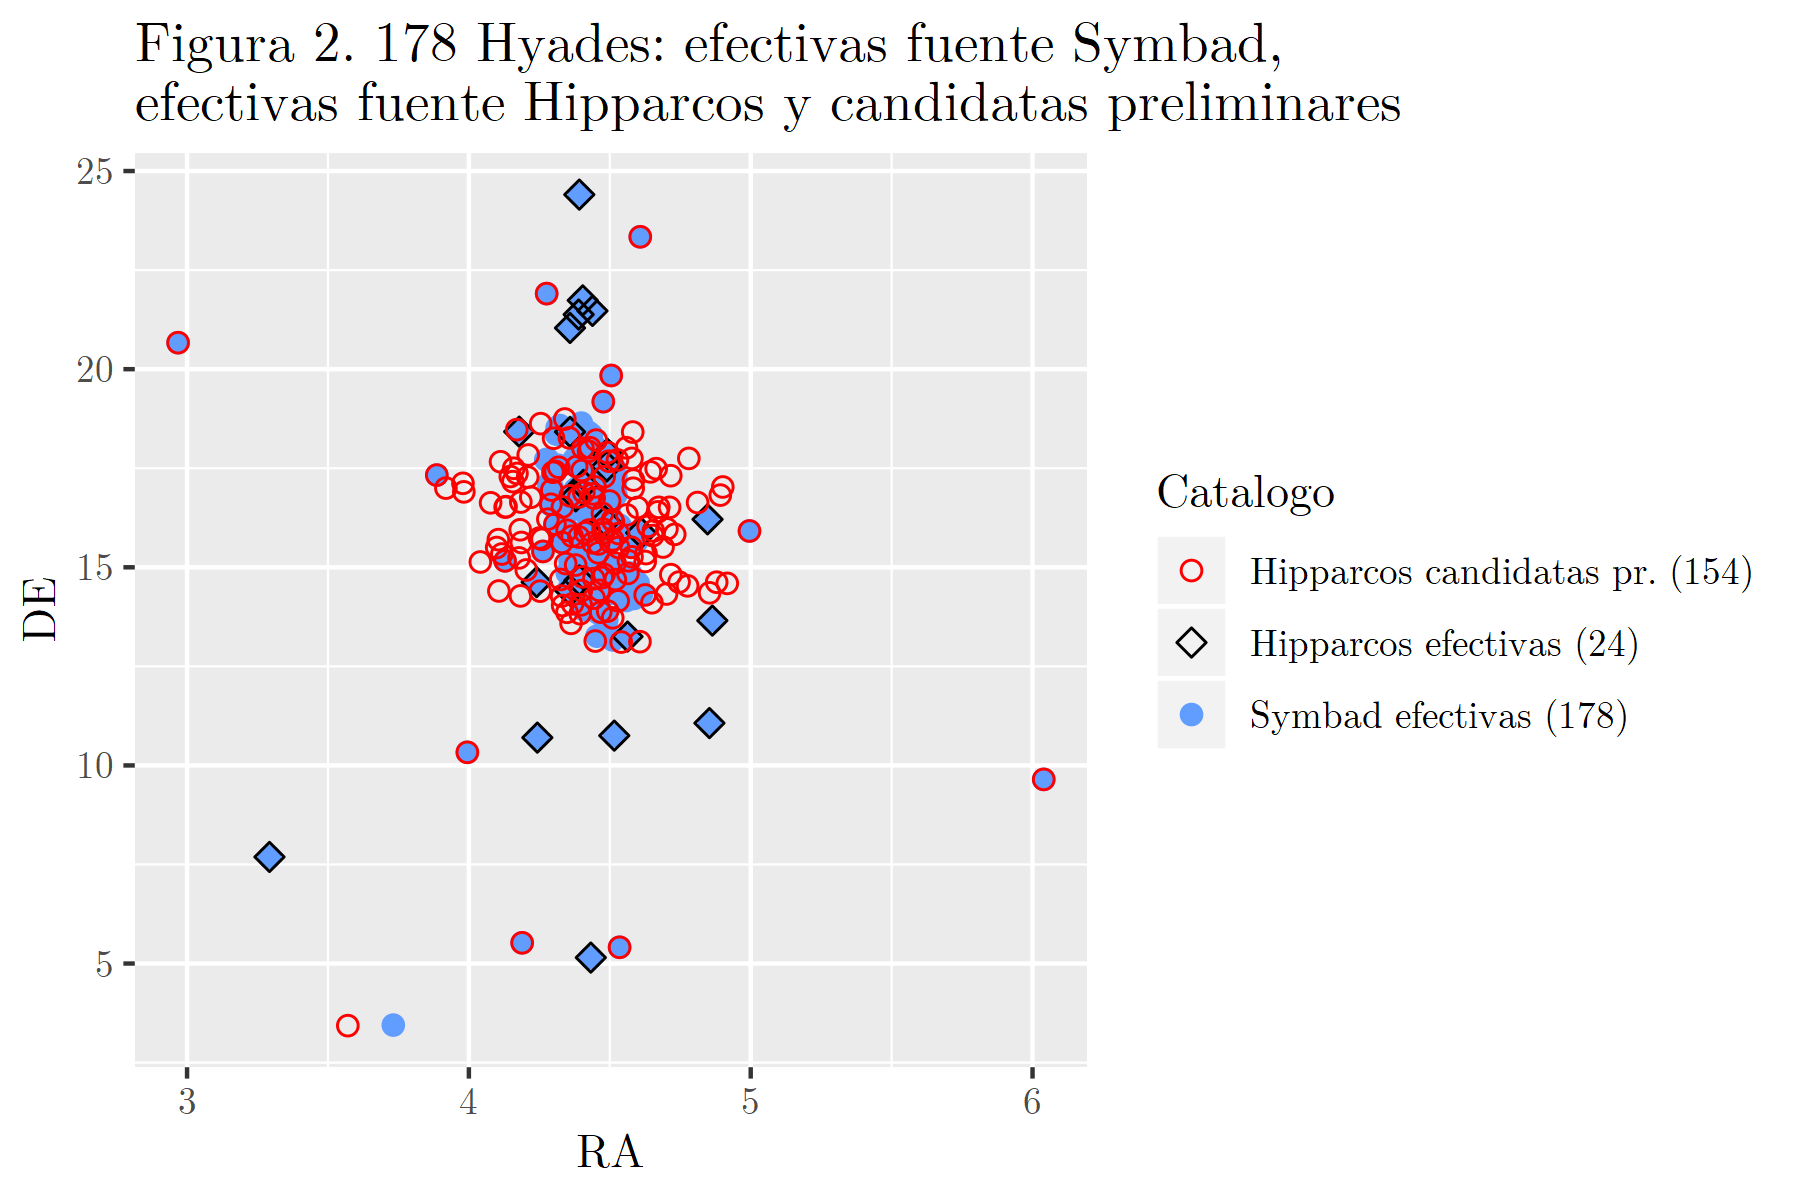 Figura 2. 178 Hyades: efectivas fuente Symbad,
efectivas fuente Hipparcos y candidatas preliminares
25
20
15
10
5
DE
3 4 5 6
RA
Catalogo
Hipparcos candidatas pr. (154)
Hipparcos efectivas (24)
Symbad efectivas (178)